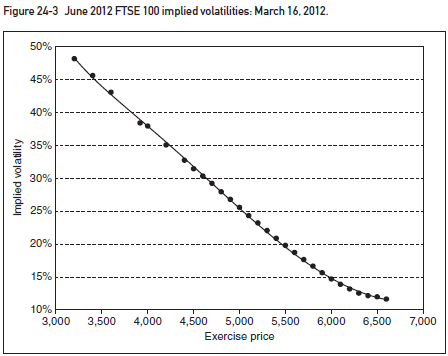 Figure 24-3 June 2012 FTSE 100 implied volatilities: March 16, 2012.
50%
45%
40%
35%
30%
25%
20%
15%
10%
Implied volatility
3,000 3,500 4,000 4,500 5,000 5,500 6,000 6,500 7,000
Exercise price